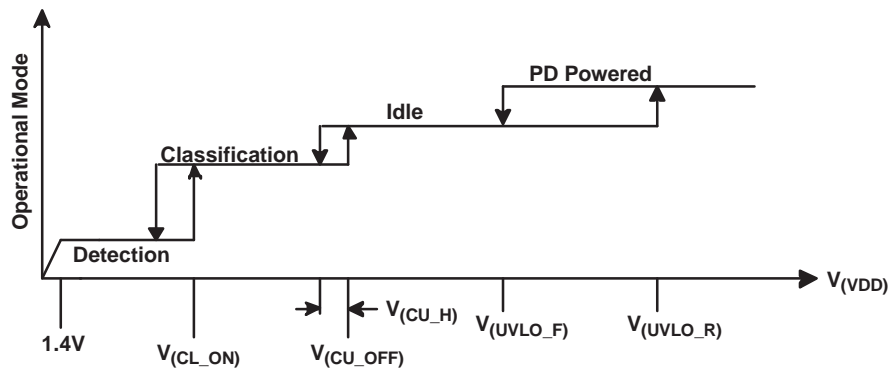 Operational Mode
PD Powered
Idle
Classification
Detection
V(VDD)
V(CU_H)
1.4V
V(CL_ON)
V(CU_OFF)
V(UVLO_F)
V(UVLO_R)